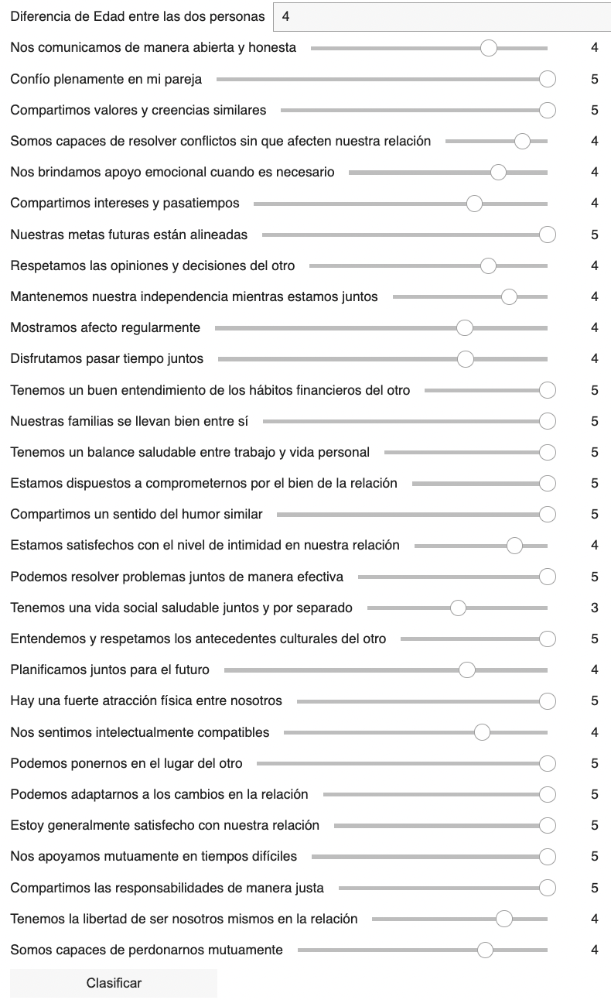 Diferencia de Edad entre las dos personas 4
Nos comunicamos de manera abierta y honesta 4
Confío plenamente en mi pareja 5
Compartimos valores y creencias similares 5
Somos capaces de resolver conflictos sin que afecten nuestra relación 4
Nos brindamos apoyo emocional cuando es necesario 4
Compartimos intereses y pasatiempos 4
Nuestras metas futuras están alineadas 5
Respetamos las opiniones y decisiones del otro 4
Mantenemos nuestra independencia mientras estamos juntos 4
Mostramos afecto regularmente 4
Disfrutamos pasar tiempo juntos 4
Tenemos un buen entendimiento de los hábitos financieros del otro 5
Nuestras familias se llevan bien entre sí 5
Tenemos un balance saludable entre trabajo y vida personal 5
Estamos dispuestos a comprometernos por el bien de la relación 5
Compartimos un sentido del humor similar 5
Estamos satisfechos con el nivel de intimidad en nuestra relación 4
Podemos resolver problemas juntos de manera efectiva 5
Tenemos una vida social saludable juntos y por separado 3
Entendemos y respetamos los antecedentes culturales del otro 5
Planificamos juntos para el futuro 4
Hay una fuerte atracción física entre nosotros 5
Nos sentimos intelectualmente compatibles 4
Podemos ponernos en el lugar del otro 5
Podemos adaptarnos a los cambios en la relación 5
Estoy generalmente satisfecho con nuestra relación 5
Nos apoyamos mutuamente en tiempos difíciles 5
Compartimos las responsabilidades de manera justa 5
Tenemos la libertad de ser nosotros mismos en la relación 4
Somos capaces de perdonarnos mutuamente 4
Clasificar